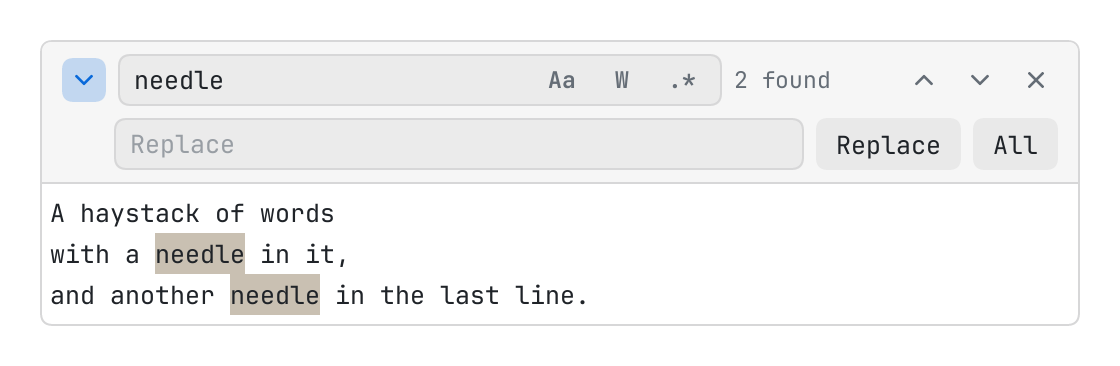 needle Aa W .* 2 found
Replace Replace All
A haystack of words
with a needle in it,
and another needle in the last line.